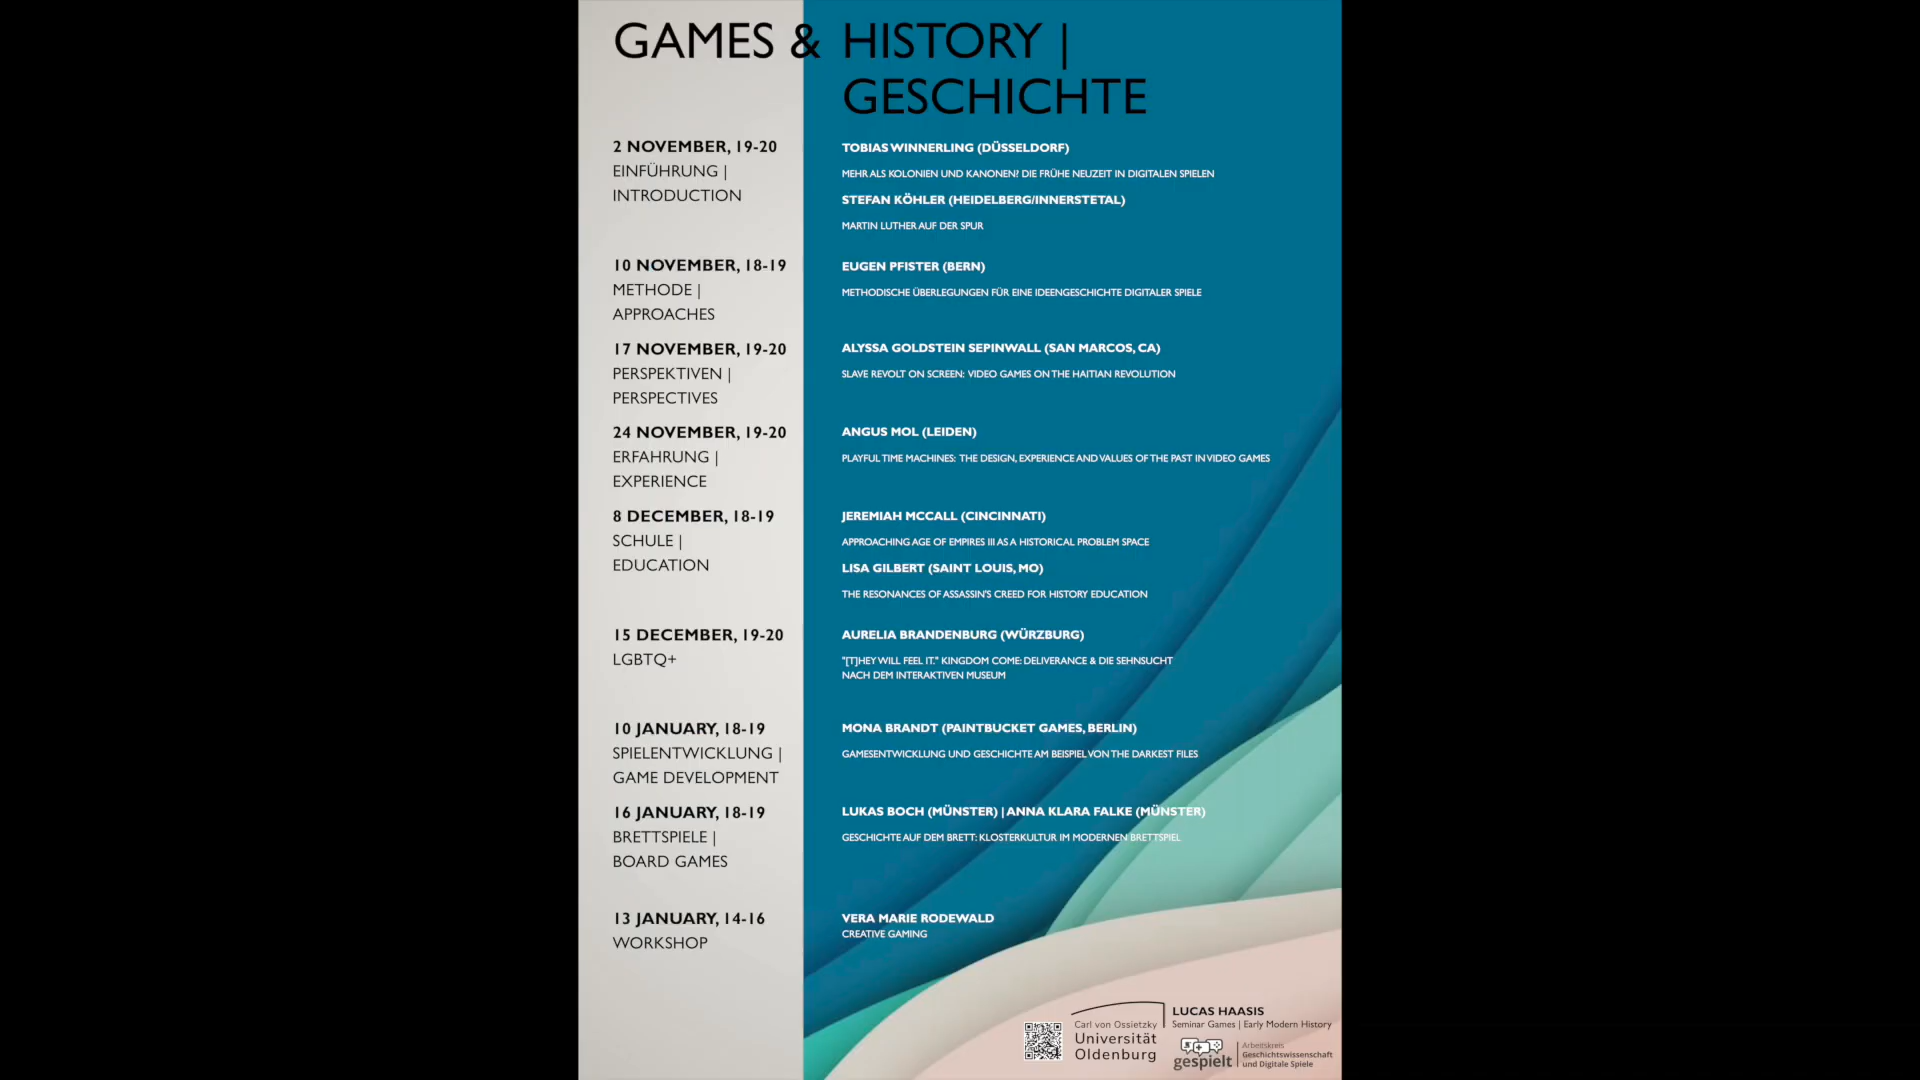 GAMES & HISTORY |
GESCHICHTE
2 NOVEMBER, 19-20
EINFÜHRUNG |
INTRODUCTION
TOBIAS WINNERLING (DÜSSELDORF)
MEHR ALS KOLONIEN UND KANONEN? DIE FRÜHE NEUZEIT IN DIGITALEN SPIELEN
STEFAN KÖHLER (HEIDELBERG/INNERSTETAL)
MARTIN LUTHER AUF DER SPUR
10 NOVEMBER, 18-19
METHODE |
APPROACHES
EUGEN PFISTER (BERN)
METHODISCHE ÜBERLEGUNGEN FÜR EINE IDEENGESCHICHTE DIGITALER SPIELE
17 NOVEMBER, 19-20
PERSPEKTIVEN |
PERSPECTIVES
ALYSSA GOLDSTEIN SEPINWALL (SAN MARCOS, CA)
SLAVE REVOLT ON SCREEN: VIDEO GAMES ON THE HAITIAN REVOLUTION
24 NOVEMBER, 19-20
ERFAHRUNG |
EXPERIENCE
ANGUS MOL (LEIDEN)
PLAYFUL TIME MACHINES: THE DESIGN, EXPERIENCE AND VALUES OF THE PAST IN VIDEO GAMES
8 DECEMBER, 18-19
SCHULE |
EDUCATION
JEREMIAH MCCALL (CINCINNATI)
APPROACHING AGE OF EMPIRES III AS A HISTORICAL PROBLEM SPACE
LISA GILBERT (SAINT LOUIS, MO)
THE RESONANCES OF ASSASSIN'S CREED FOR HISTORY EDUCATION
15 DECEMBER, 19-20
LGBTQ+
AURELIA BRANDENBURG (WÜRZBURG)
"[T]HEY WILL FEEL IT." KINGDOM COME: DELIVERANCE & DIE SEHNSUCHT
NACH DEM INTERAKTIVEN MUSEUM
10 JANUARY, 18-19
SPIELENTWICKLUNG |
GAME DEVELOPMENT
MONA BRANDT (PAINTBUCKET GAMES, BERLIN)
GAMESENTWICKLUNG UND GESCHICHTE AM BEISPIEL VON THE DARKEST FILES
16 JANUARY, 18-19
BRETTSPIELE |
BOARD GAMES
LUKAS BOCH (MÜNSTER) | ANNA KLARA FALKE (MÜNSTER)
GESCHICHTE AUF DEM BRETT: KLOSTERKULTUR IM MODERNEN BRETTSPIEL
13 JANUARY, 14-16
WORKSHOP
VERA MARIE RODEWALD
CREATIVE GAMING
Carl von Ossietzky
Universität
Oldenburg
LUCAS HAASIS
Seminar Games | Early Modern History
gespielt
Arbeitskreis
Geschichtswissenschaft
und Digitale Spiele